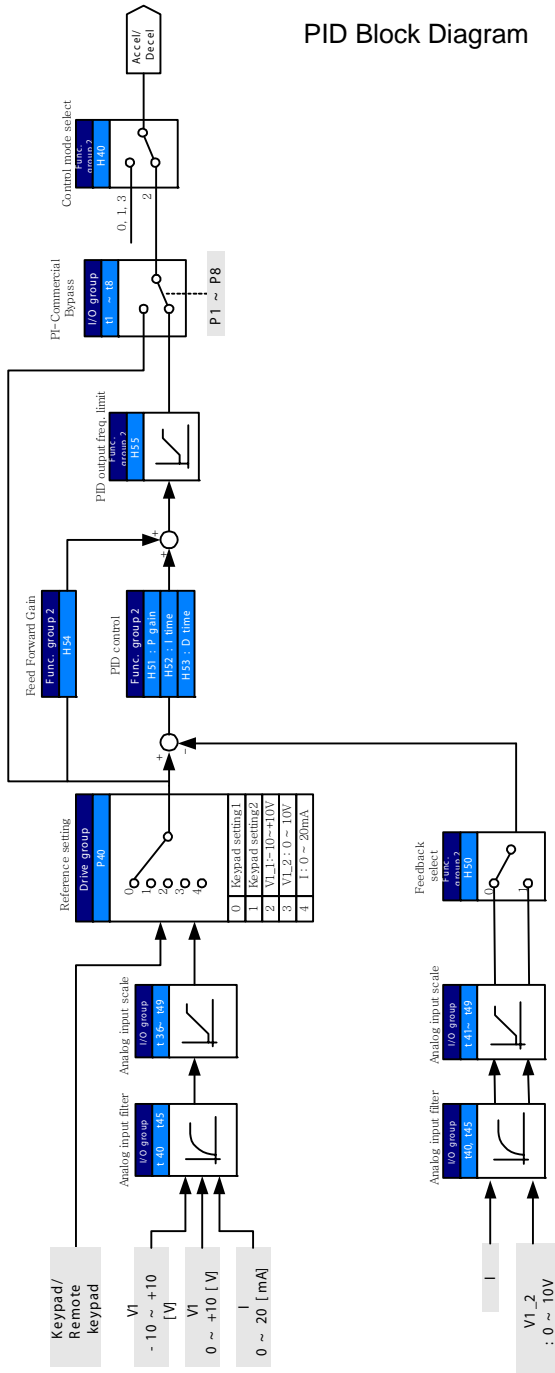 PID Block Diagram
Keypad/
Remote
keypad
V1
- 10 ~ +10
[V]
V1
0 ~ +10 [ V]
I
0 ~ 20 [ mA]
Analog input filter
I/O group
t 40 t45
Analog input scale
I/O group
t 36~ t49
Reference setting
Drive group
P40
0
1
2
3
4
0 Keypad setting1
1 Keypad setting2
2 V1_1:-10~+10V
3 V1_2 : 0 ~ 10V
4 I : 0 ~ 20mA
+
-
Feed Forward Gain
Func. group 2
H54
PID control
Func. group 2
H51 : P gain
H52 : I time
H53 : D time
+
+
PID output freq. limit
Func.
group 2
H55
PI-Commercial
Bypass
I/O group
t1 ~ t8
P1 ~ P8
Control mode select
Func.
group 2
H40
0, 1, 3
2
Accel/
Decel
I
V1_2
: 0 ~ 10V
Analog input filter
I/O group
t40, t45
Analog input scale
I/O group
t 41~ t49
Feedback
select
Func.
group 2
H50
0
1